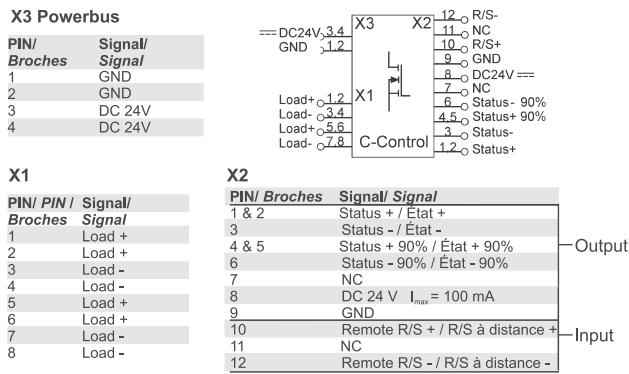 X3 Powerbus
PIN/ Signal/
Broches Signal
1 GND
2 GND
3 DC 24V
4 DC 24V
X3 X2
DC24V 3,4
GND 1,2
12 R/S-
11 NC
10 R/S+
9 GND
8 DC24V
7 NC
6 Status- 90%
4,5 Status+ 90%
3 Status-
1,2 Status+
X1
Load+ 1,2
Load- 3,4
Load+ 5,6
Load- 7,8
C-Control
X1
PIN/ PIN / Signal/
Broches Signal
1 Load +
2 Load +
3 Load -
4 Load -
5 Load +
6 Load +
7 Load -
8 Load -
X2
PIN/ Broches Signal/ Signal
1 & 2 Status + / État +
3 Status - / État -
4 & 5 Status + 90% / État + 90%
6 Status - 90% / État - 90%
7 NC
8 DC 24 V Imax = 100 mA
9 GND
Output
10 Remote R/S + / R/S à distance +
11 NC
12 Remote R/S - / R/S à distance -
Input